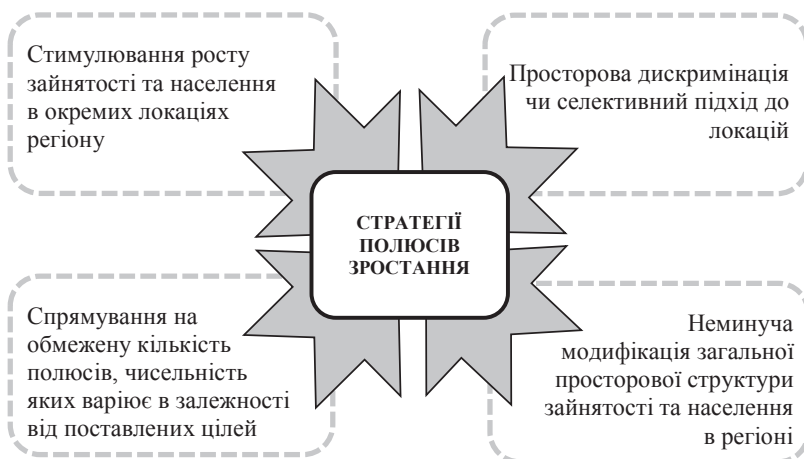 Стимулювання росту
зайнятості та населення
в окремих локаціях
регіону
Просторова дискримінація
чи селективний підхід до
локацій
СТРАТЕГІЇ
ПОЛЮСІВ
ЗРОСТАННЯ
Спрямування на
обмежену кількість
полюсів, чисельність
яких варіює в залежності
від поставлених цілей
Неминуча
модифікація загальної
просторової структури
зайнятості та населення
в регіоні